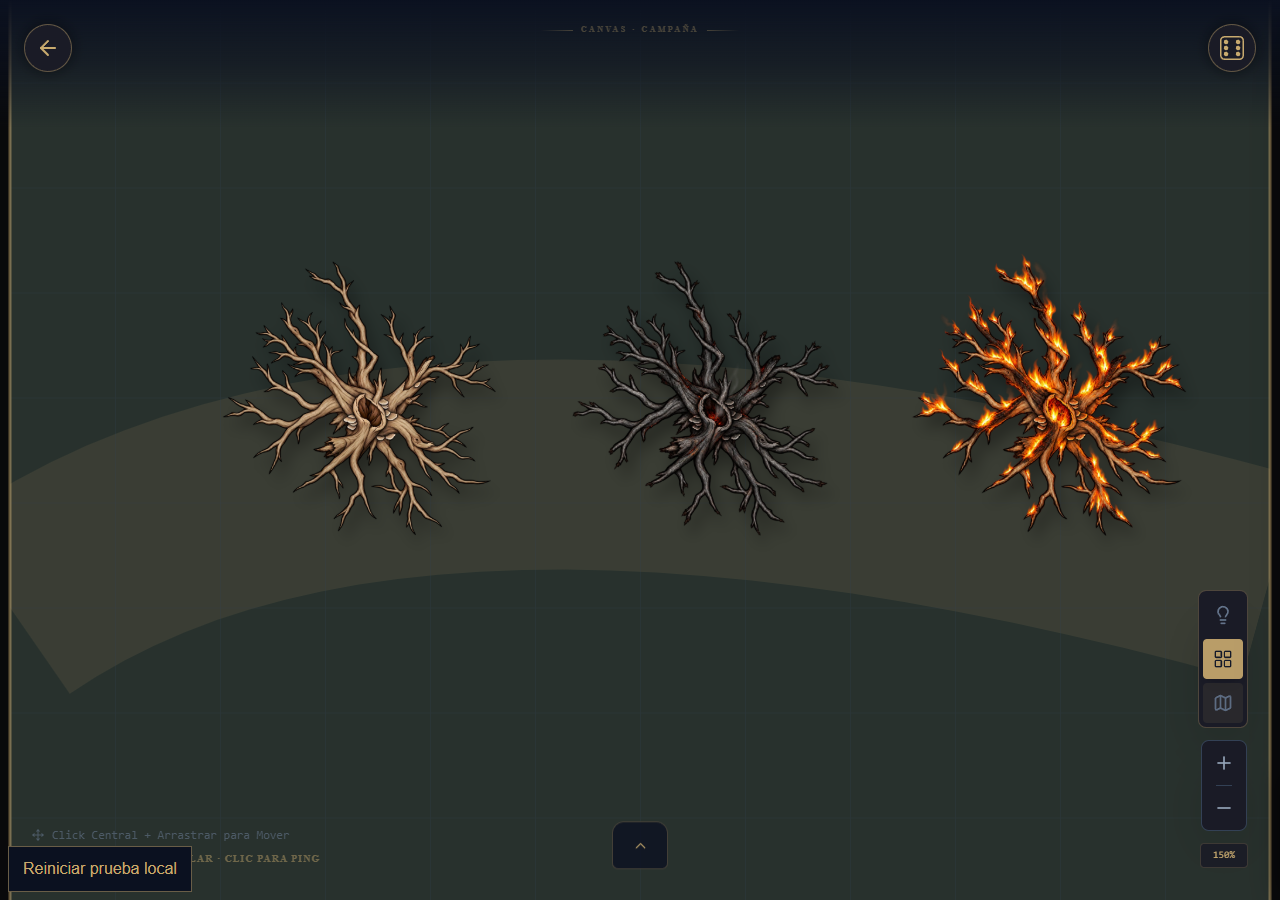 CANVAS · CAMPAÑA
Click Central + Arrastrar para Mover
LAR · CLIC PARA PING
Reiniciar prueba local
150%